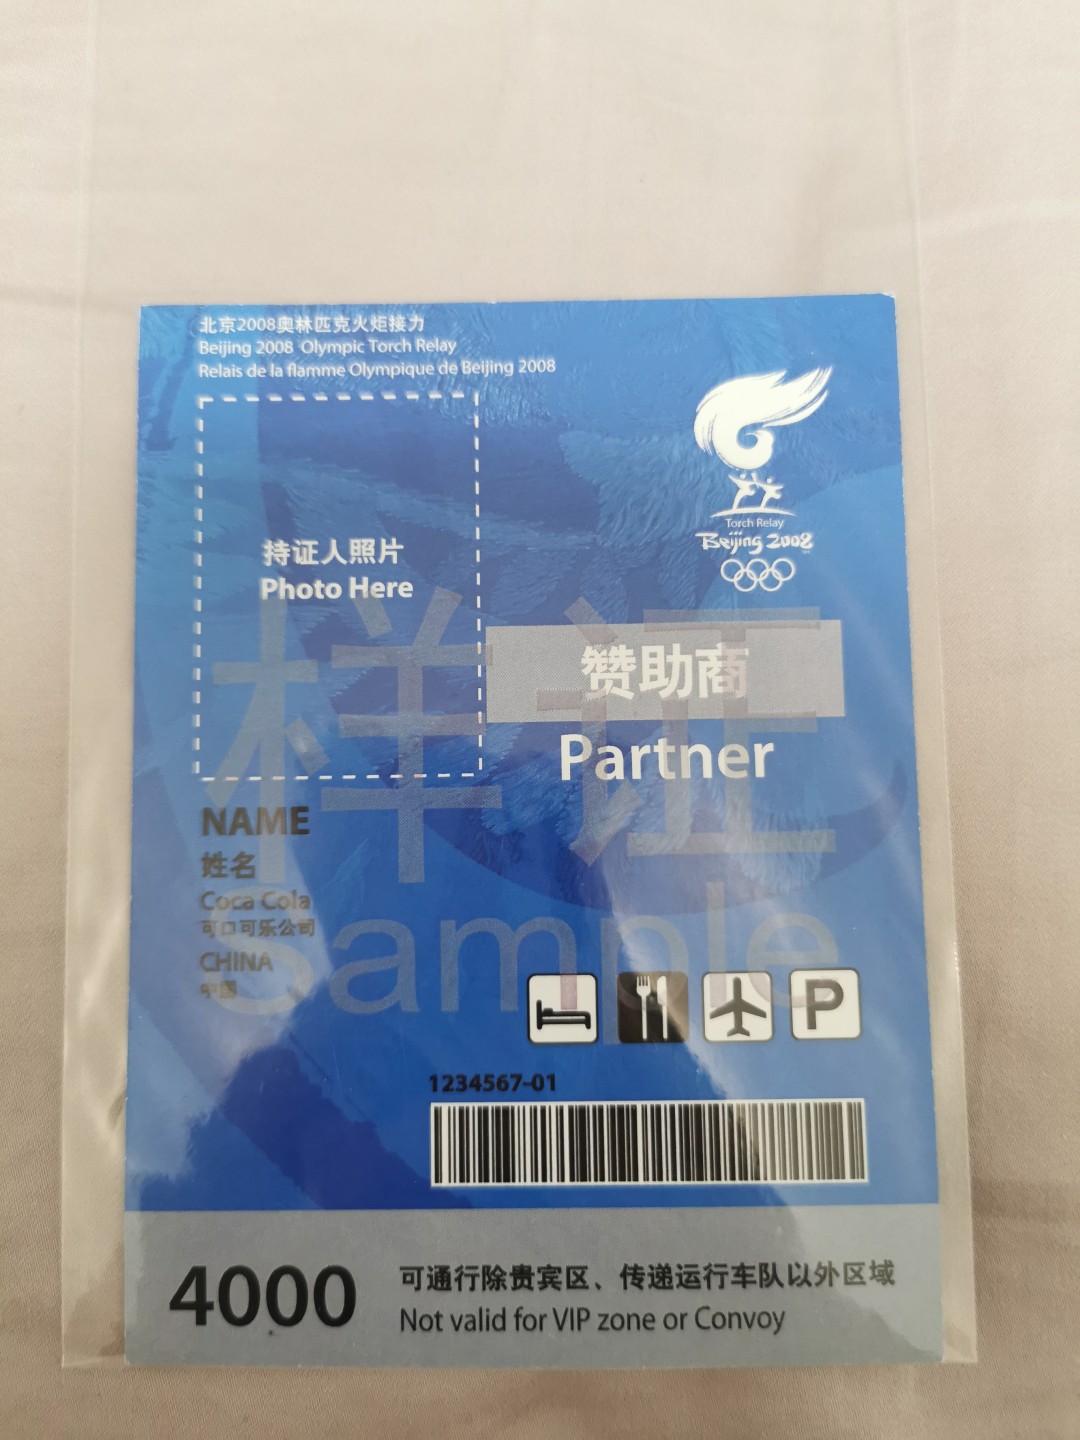 北京2008奥林匹克火炬接力
Beijing 2008 Olympic Torch Relay
Relais de la flamme Olympique de Beijing 2008
Torch Relay
Beijing 2008
持证人照片
Photo Here
样证
赞助商
Partner
NAME
姓名
Coca Cola
可口可乐公司
CHINA
中国
Sample
P
1234567-01
4000
可通行除贵宾区、传递运行车队以外区域
Not valid for VIP zone or Convoy